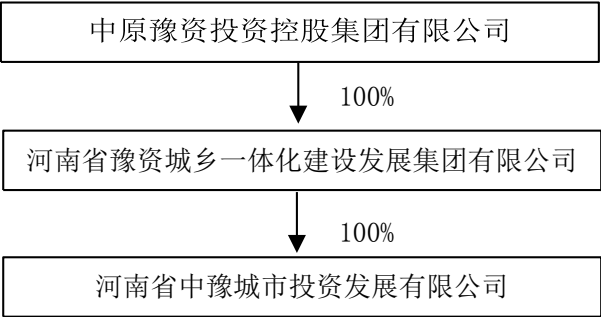 中原豫资投资控股集团有限公司
100%
河南省豫资城乡一体化建设发展集团有限公司
100%
河南省中豫城市投资发展有限公司